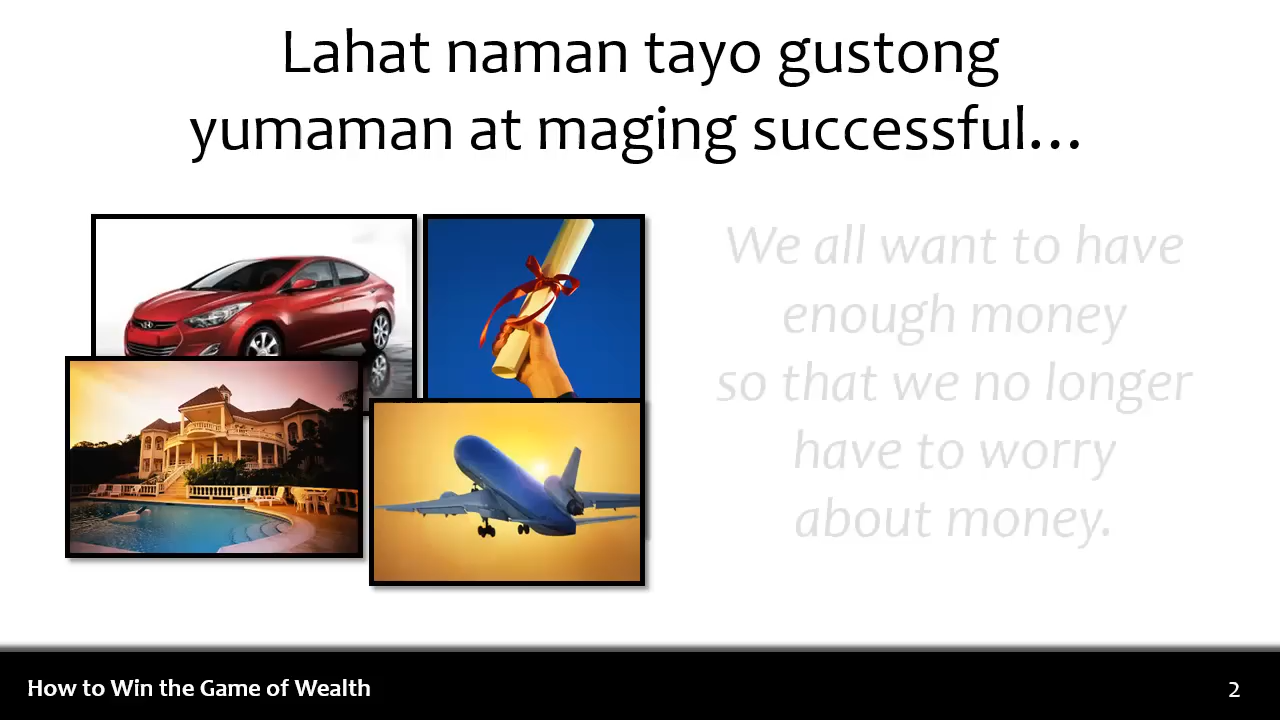 Lahat naman tayo gustong
yumaman at maging successful...
We all want to have
enough money
so that we no longer
have to worry
about money.
How to Win the Game of Wealth
2